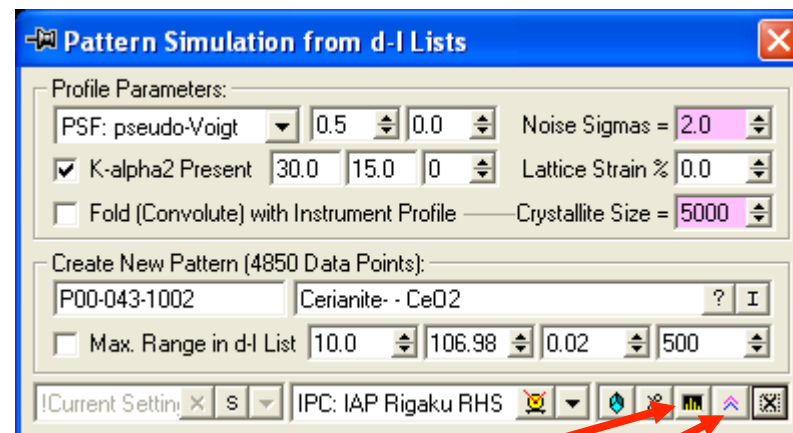 Pattern Simulation from d-I Lists
Profile Parameters:
PSF: pseudo-Voigt 0.5 0.0 Noise Sigmas = 2.0
K-alpha2 Present 30.0 15.0 0 Lattice Strain % 0.0
Fold (Convolute) with Instrument Profile Crystallite Size = 5000
Create New Pattern (4850 Data Points):
P00-043-1002 Cerianite- - CeO2 ? I
Max. Range in d-I List 10.0 106.98 0.02 500
!Current Settin S IPC: IAP Rigaku RHS